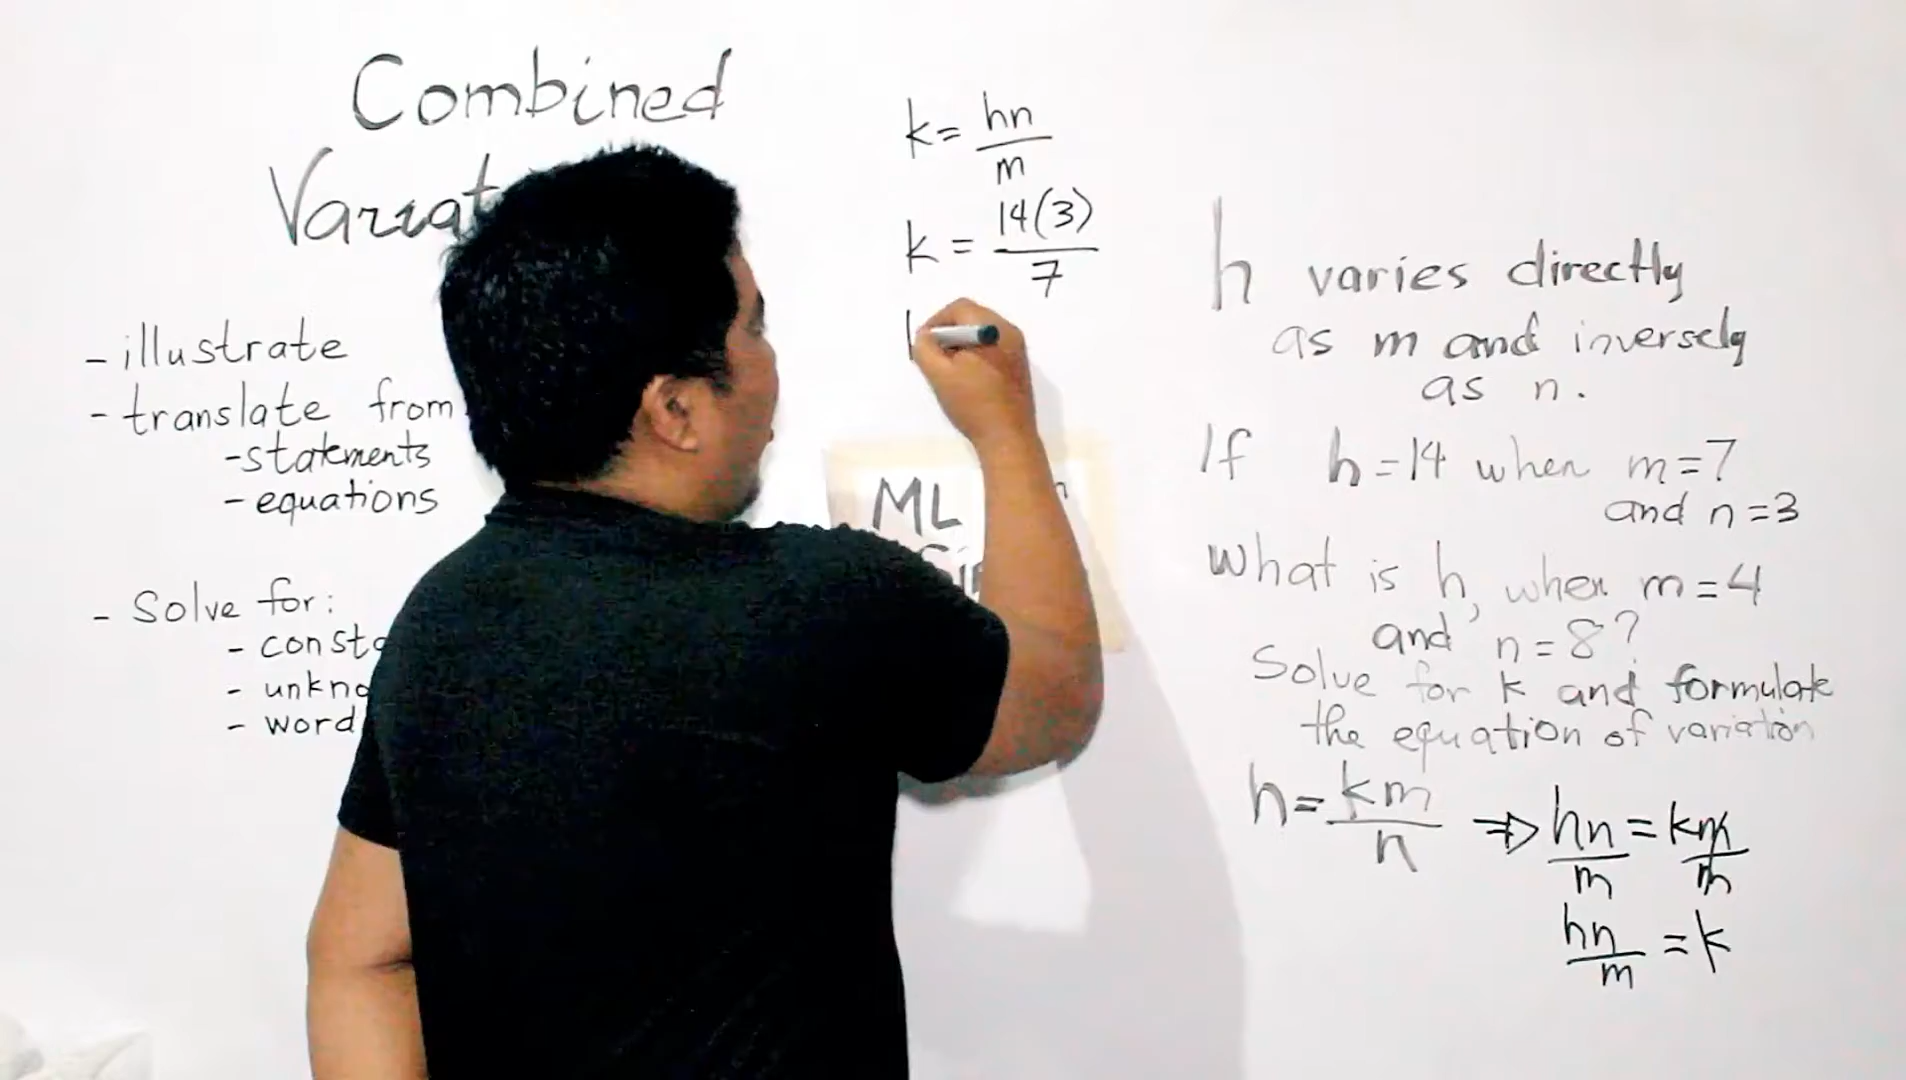 Combined
- illustrate
- translate from
- statements
- equations
- Solve for:
- word
k = hn/m
k = 14(3)/7
ML
h varies directly
as m and inversely
as n.
If h = 14 when m = 7
and n = 3
What is h, when m = 4
and n = 8?
Solve for k and formulate
the equation of variation
h = km/n ⇒ hn/m = km/m
hn/m = k